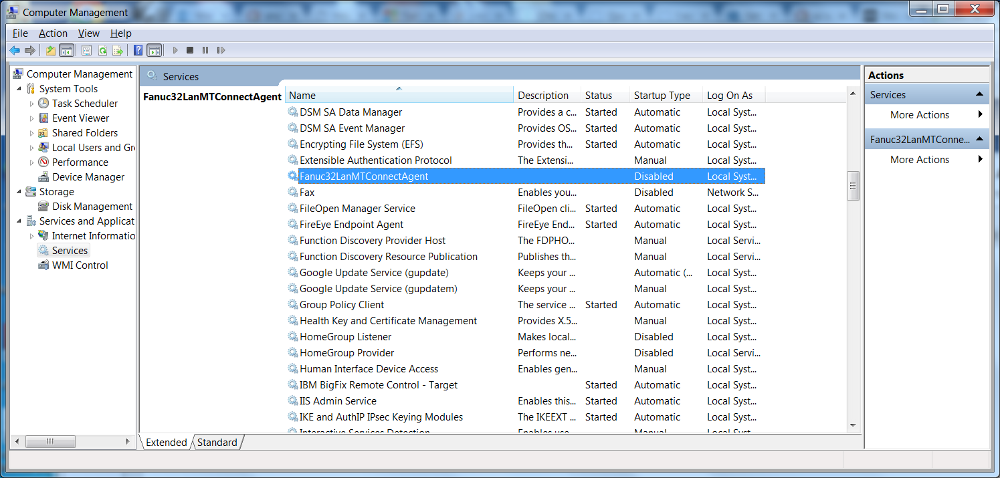 Computer Management
File Action View Help
Computer Management
System Tools
Task Scheduler
Event Viewer
Shared Folders
Local Users and Gr
Performance
Device Manager
Storage
Disk Management
Services and Applicat
Internet Informatio
Services
WMI Control
Services
Fanuc32LanMTConnectAgent
Name Description Status Startup Type Log On As
DSM SA Data Manager Provides a c... Started Automatic Local Syst...
DSM SA Event Manager Provides OS... Started Automatic Local Syst...
Encrypting File System (EFS) Provides th... Started Automatic Local Syst...
Extensible Authentication Protocol The Extensi... Manual Local Syst...
Fanuc32LanMTConnectAgent Disabled Local Syst...
Fax Enables you... Disabled Network S...
FileOpen Manager Service FileOpen cli... Started Automatic Local Syst...
FireEye Endpoint Agent FireEye End... Started Automatic Local Syst...
Function Discovery Provider Host The FDPHO... Manual Local Servi...
Function Discovery Resource Publication Publishes th... Manual Local Servi...
Google Update Service (gupdate) Keeps your ... Automatic (... Local Syst...
Google Update Service (gupdatem) Keeps your ... Manual Local Syst...
Group Policy Client The service ... Started Automatic Local Syst...
Health Key and Certificate Management Provides X.5... Manual Local Syst...
HomeGroup Listener Makes local... Disabled Local Syst...
HomeGroup Provider Performs ne... Disabled Local Servi...
Human Interface Device Access Enables gen... Manual Local Syst...
IBM BigFix Remote Control - Target Started Automatic Local Syst...
IIS Admin Service Enables this... Started Automatic Local Syst...
IKE and AuthIP IPsec Keying Modules The IKEEXT ... Started Automatic Local Syst...
Interactive Services Detection Enables use... Manual Local Syst...
Extended Standard
Actions
Services
More Actions
Fanuc32LanMTConne...
More Actions